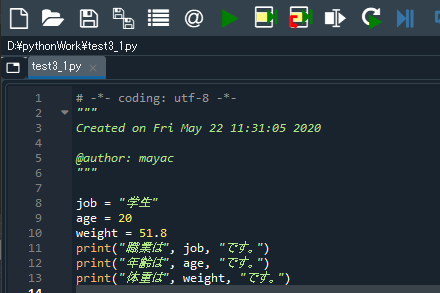 D:¥pythonWork¥test3_1.py
test3_1.py
1 # -*- coding: utf-8 -*-
2 """
3 Created on Fri May 22 11:31:05 2020
4
5 @author: mayac
6 """
7
8 job = "学生"
9 age = 20
10 weight = 51.8
11 print("職業は", job, "です。")
12 print("年齢は", age, "です。")
13 print("体重は", weight, "です。")
14